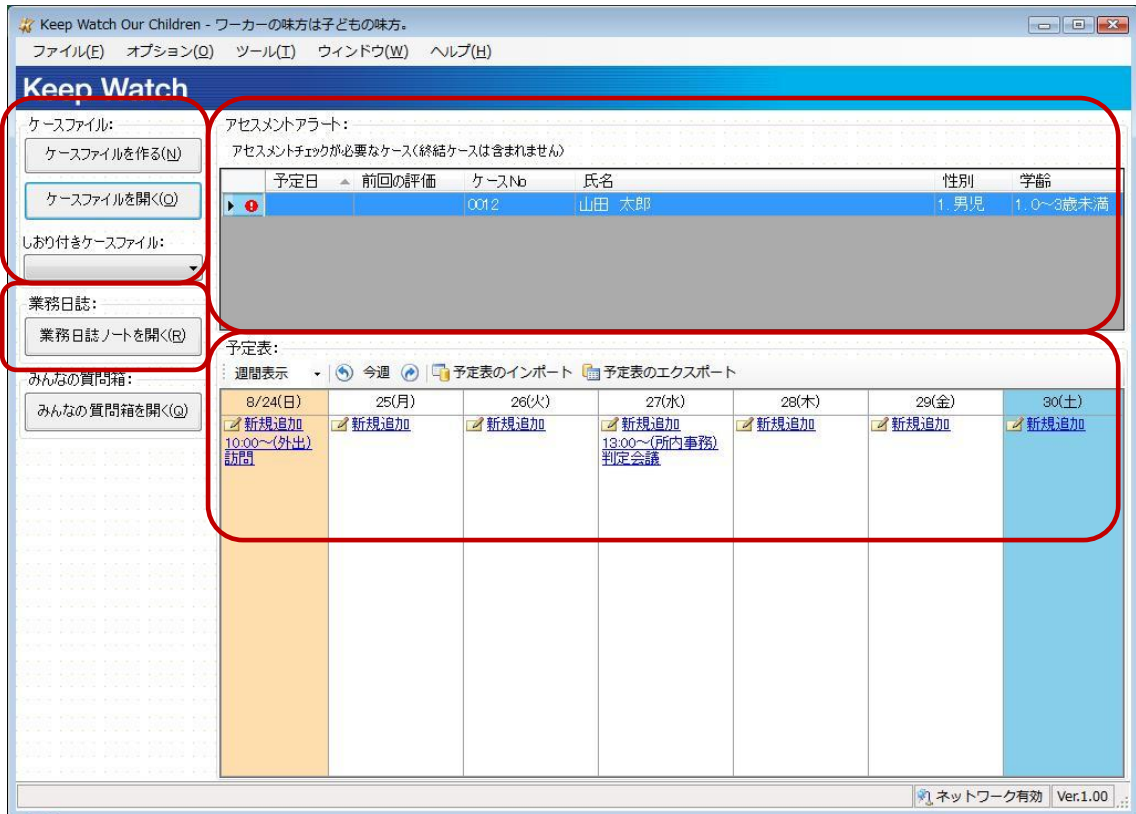 Keep Watch Our Children - ワーカーの味方は子どもの味方。
ファイル(F) オプション(O) ツール(T) ウィンドウ(W) ヘルプ(H)
Keep Watch
ケースファイル:
ケースファイルを作る(N)
ケースファイルを開く(O)
しおり付きケースファイル:
業務日誌:
業務日誌ノートを開く(R)
みんなの質問箱:
みんなの質問箱を開く(Q)
アセスメントアラート:
アセスメントチェックが必要なケース(終結ケースは含まれません)
予定日 前回の評価 ケースNo 氏名 性別 学齢
0012 山田 太郎 1. 男児 1. 0～3歳未満
予定表:
週間表示 今週 予定表のインポート 予定表のエクスポート
8/24(日) 25(月) 26(火) 27(水) 28(木) 29(金) 30(土)
新規追加 新規追加 新規追加 新規追加 新規追加 新規追加 新規追加
10:00～(外出) 13:00～(所内事務)
訪問 判定会議
ネットワーク有効 Ver.1.00